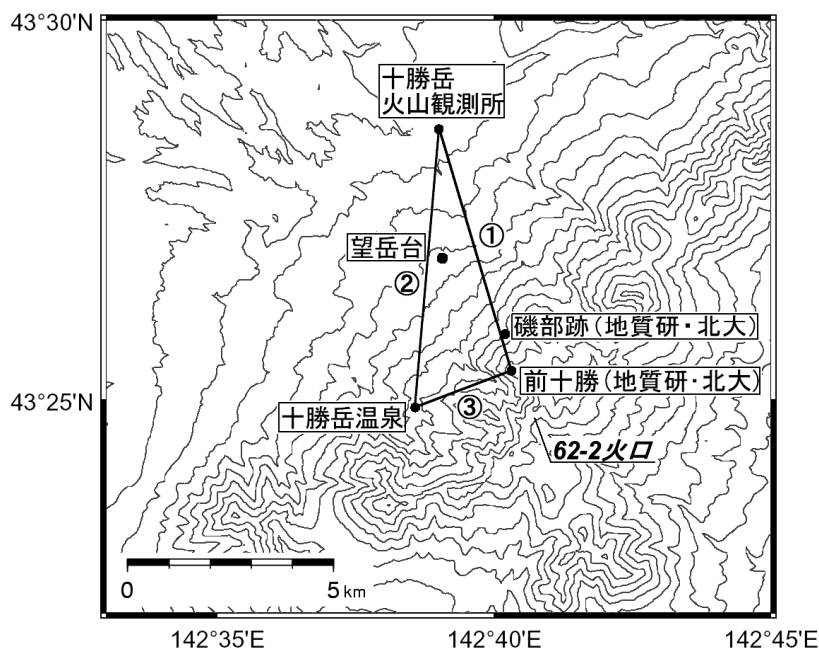 43°30'N
十勝岳
火山観測所
①
望岳台
②
磯部跡(地質研・北大)
前十勝(地質研・北大)
43°25'N
十勝岳温泉
③
62-2火口
0 5km
142°35'E 142°40'E 142°45'E